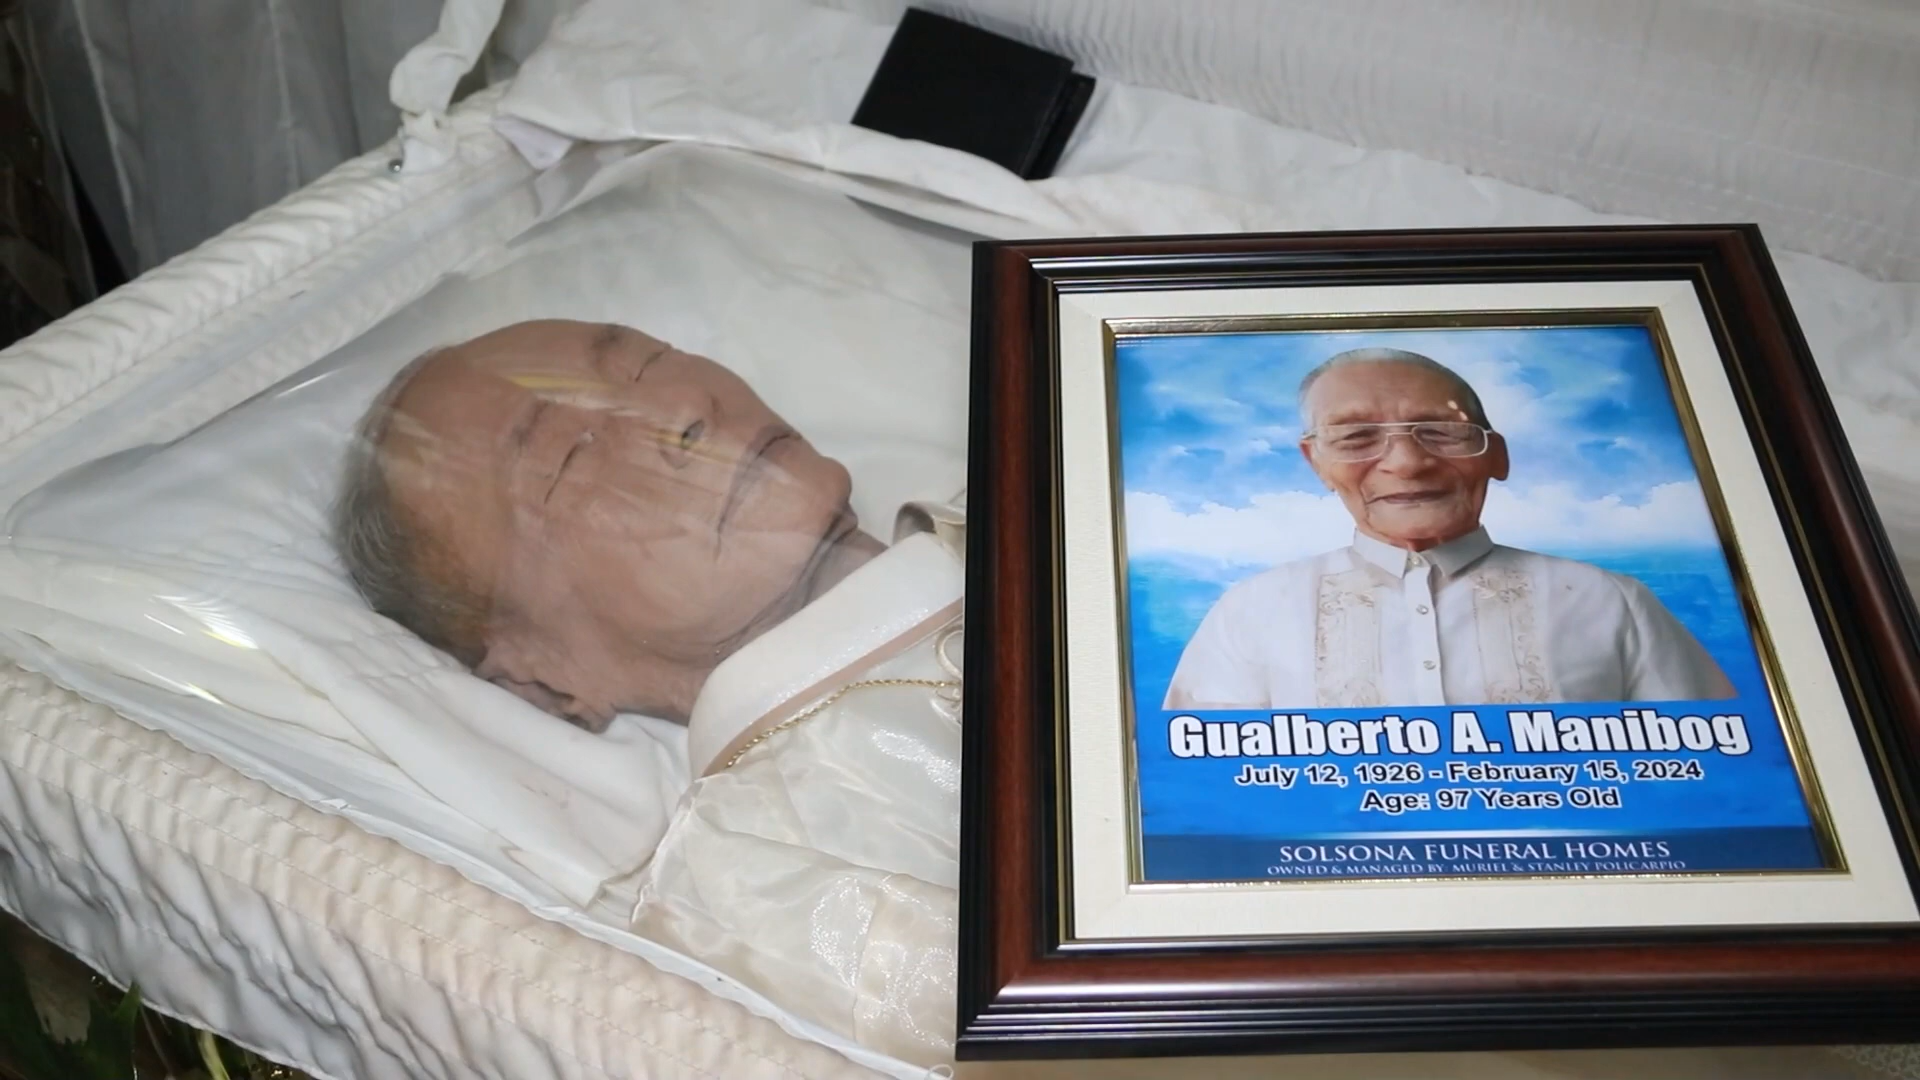 Gualberto A. Manibog
July 12, 1926 - February 15, 2024
Age: 97 Years Old
SOLSONA FUNERAL HOMES
OWNED & MANAGED BY: MURIEL & STANLEY POLICARPIO